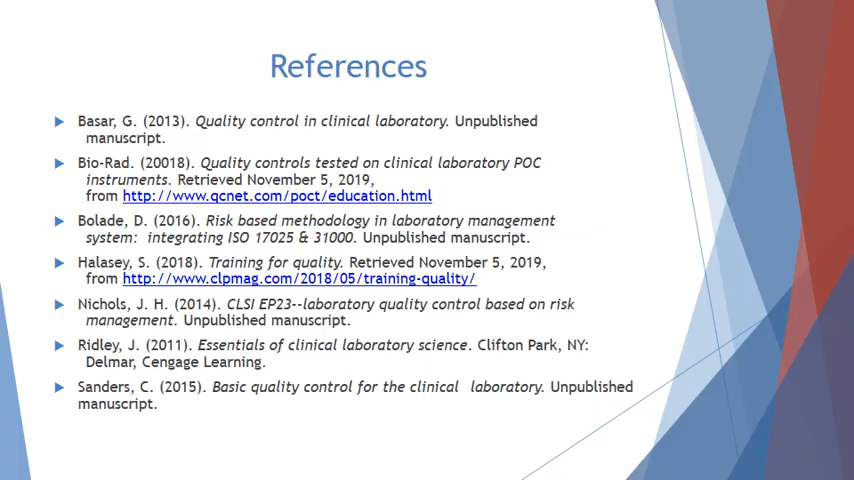 References
Basar, G. (2013). Quality control in clinical laboratory. Unpublished
manuscript.
Bio-Rad. (20018). Quality controls tested on clinical laboratory POC
instruments. Retrieved November 5, 2019,
from http://www.qcnet.com/poct/education.html
Bolade, D. (2016). Risk based methodology in laboratory management
system:  integrating ISO 17025 & 31000. Unpublished manuscript.
Halasey, S. (2018). Training for quality. Retrieved November 5, 2019,
from http://www.clpmag.com/2018/05/training-quality/
Nichols, J. H. (2014). CLSI EP23--laboratory quality control based on risk
management. Unpublished manuscript.
Ridley, J. (2011). Essentials of clinical laboratory science. Clifton Park, NY:
Delmar, Cengage Learning.
Sanders, C. (2015). Basic quality control for the clinical  laboratory. Unpublished
manuscript.